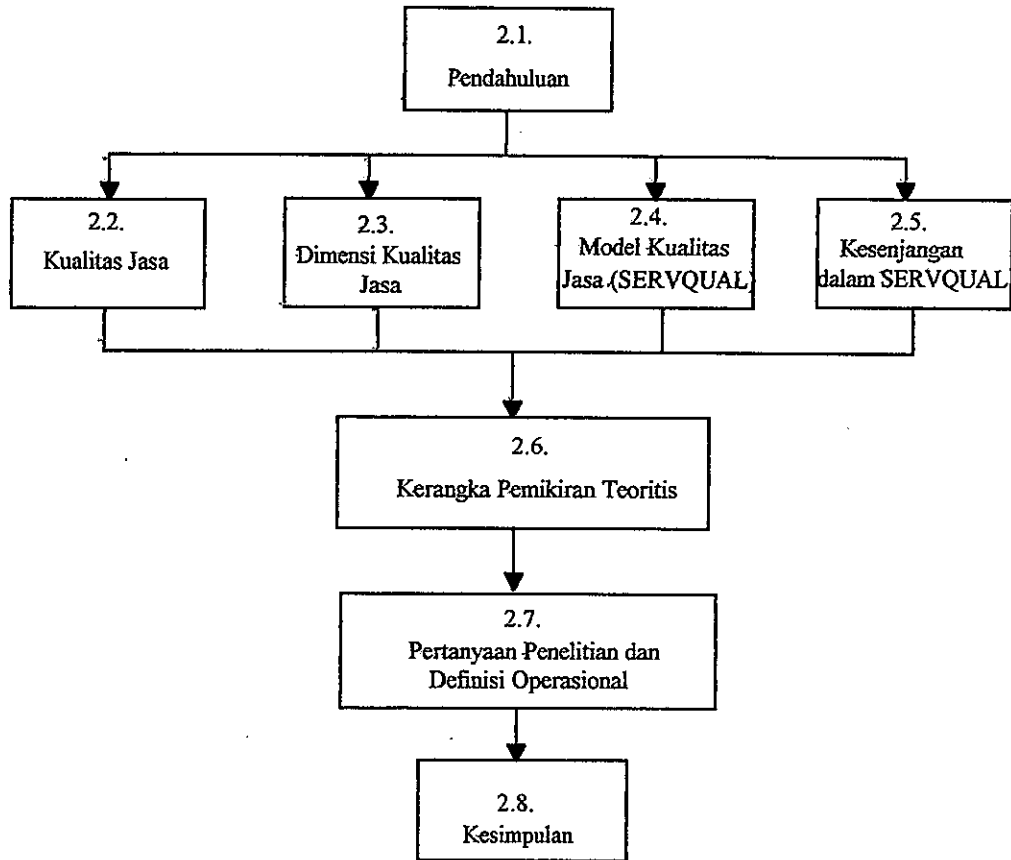 2.1.
Pendahuluan
2.2.
Kualitas Jasa
2.3.
Dimensi Kualitas
Jasa
2.4.
Model Kualitas
Jasa (SERVQUAL)
2.5.
Kesenjangan
dalam SERVQUAL
2.6.
Kerangka Pemikiran Teoritis
2.7.
Pertanyaan Penelitian dan
Definisi Operasional
2.8.
Kesimpulan